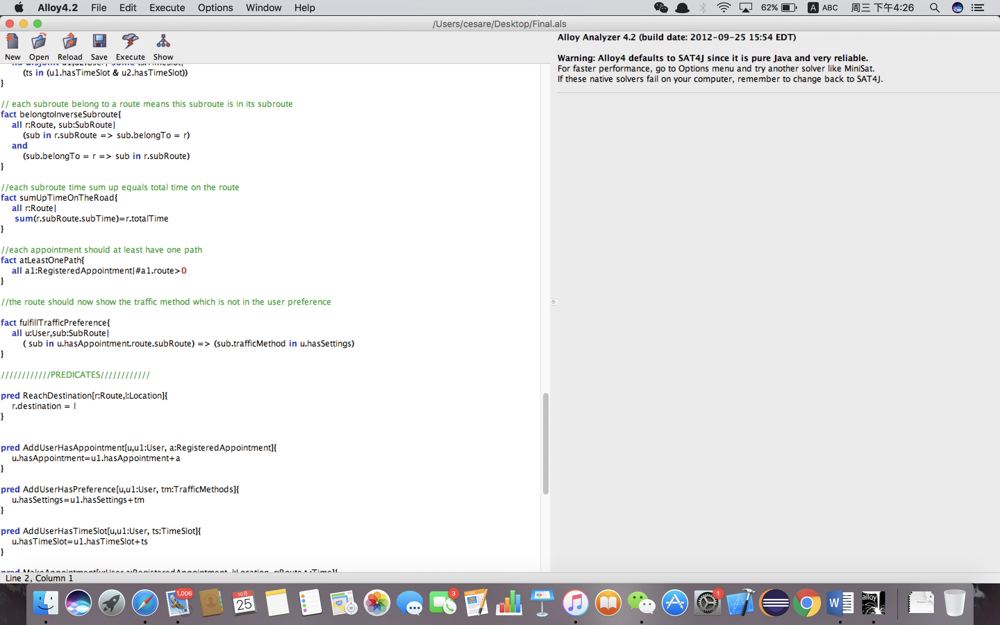 Alloy4.2 File Edit Execute Options Window Help 62% A ABC 周三 下午4:26
/Users/cesare/Desktop/Final.als
New Open Reload Save Execute Show
(ts in (u1.hasTimeSlot & u2.hasTimeSlot))
}
// each subroute belong to a route means this subroute is in its subroute
fact belongtoInverseSubroute{
all r:Route, sub:SubRoute|
(sub in r.subRoute => sub.belongTo = r)
and
(sub.belongTo = r => sub in r.subRoute)
}
//each subroute time sum up equals total time on the route
fact sumUpTimeOnTheRoad{
all r:Route|
sum(r.subRoute.subTime)=r.totalTime
}
//each appointment should at least have one path
fact atLeastOnePath{
all a1:RegisteredAppointment|#a1.route>0
}
//the route should now show the traffic method which is not in the user preference
fact fulfillTrafficPreference{
all u:User,sub:SubRoute|
( sub in u.hasAppointment.route.subRoute) => (sub.trafficMethod in u.hasSettings)
}
////////////PREDICATES////////////
pred ReachDestination[r:Route,l:Location]{
r.destination = l
}
pred AddUserHasAppointment[u,u1:User, a:RegisteredAppointment]{
u.hasAppointment=u1.hasAppointment+a
}
pred AddUserHasPreference[u,u1:User, tm:TrafficMethods]{
u.hasSettings=u1.hasSettings+tm
}
pred AddUserHasTimeSlot[u,u1:User, ts:TimeSlot]{
u.hasTimeSlot=u1.hasTimeSlot+ts
}
pred MakeAppointment[u:User,a:RegisteredAppointment, l:Location, r:Route,t :Time]{
Line 2, Column 1
Alloy Analyzer 4.2 (build date: 2012-09-25 15:54 EDT)
Warning: Alloy4 defaults to SAT4J since it is pure Java and very reliable.
For faster performance, go to Options menu and try another solver like MiniSat.
If these native solvers fail on your computer, remember to change back to SAT4J.
1,006
10月
25
280
3D
3
PAGES
1
W
alloy